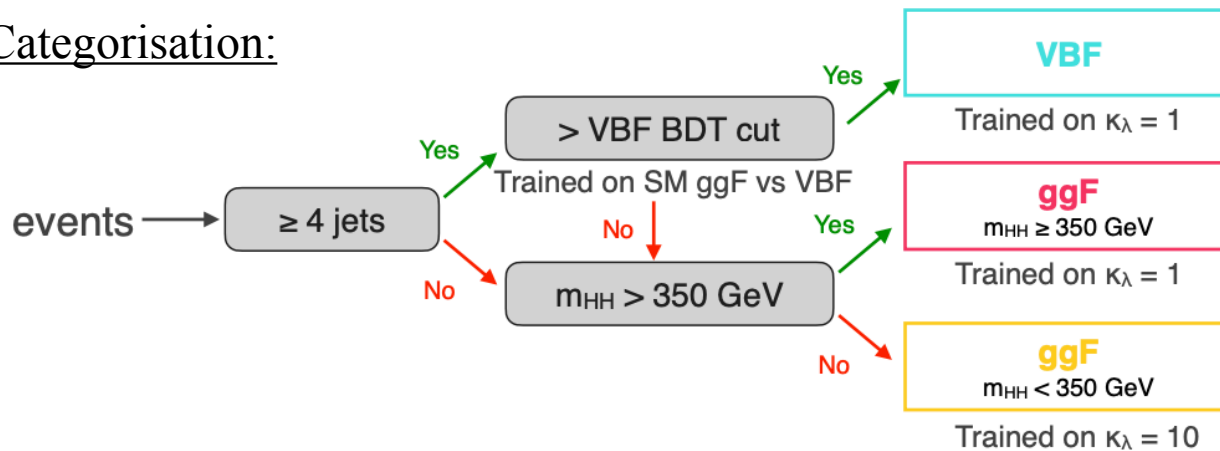 Categorisation:
events
≥ 4 jets
Yes
No
> VBF BDT cut
Trained on SM ggF vs VBF
No
mHH > 350 GeV
Yes
VBF
Trained on κλ = 1
Yes
ggF
mHH ≥ 350 GeV
Trained on κλ = 1
No
ggF
mHH < 350 GeV
Trained on κλ = 10